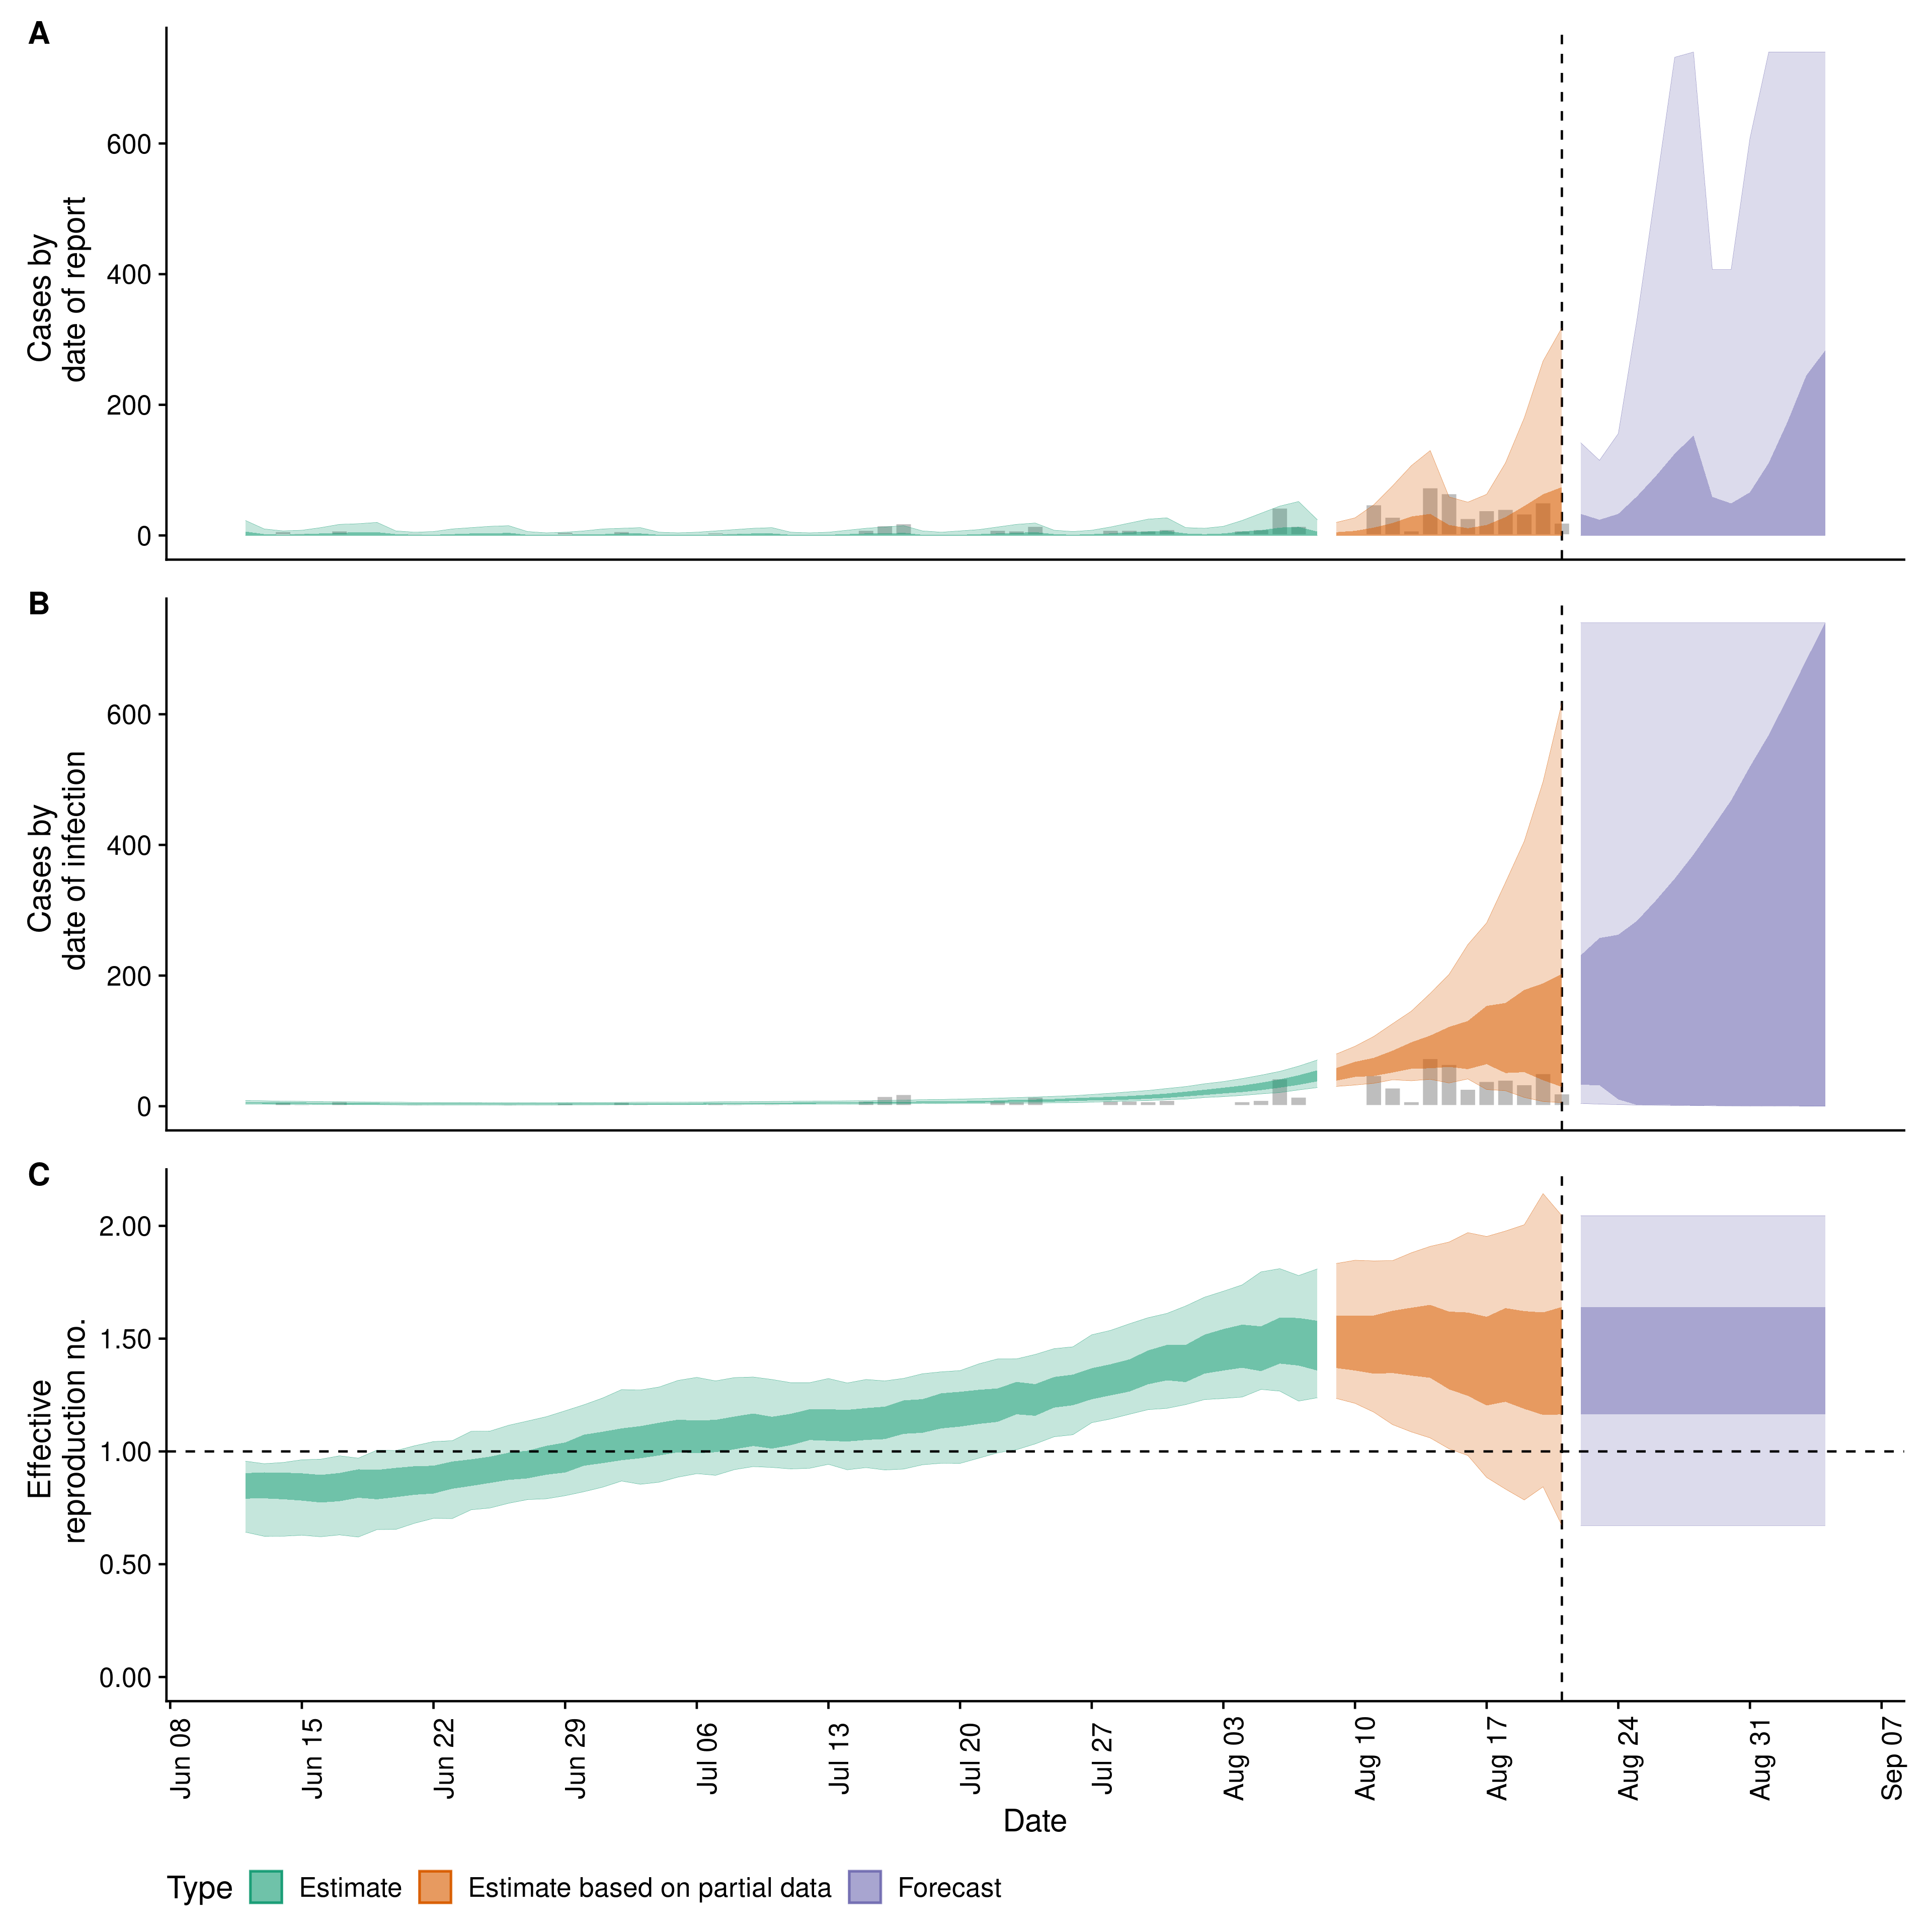 A
Cases by
date of report
600
400
200
0
B
Cases by
date of infection
600
400
200
0
C
Effective
reproduction no.
2.00
1.50
1.00
0.50
0.00
Jun 08
Jun 15
Jun 22
Jun 29
Jul 06
Jul 13
Jul 20
Jul 27
Aug 03
Aug 10
Aug 17
Aug 24
Aug 31
Sep 07
Date
Type
Estimate
Estimate based on partial data
Forecast